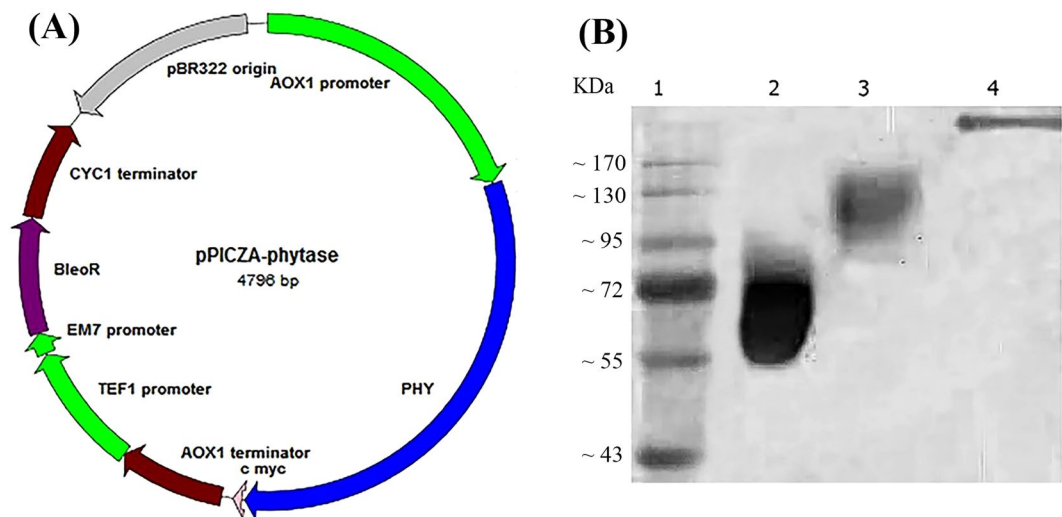 (A)
pBR322 origin
AOX1 promoter
CYC1 terminator
BleoR
pPICZA-phytase
4796 bp
EM7 promoter
TEF1 promoter
PHY
AOX1 terminator
c myc
(B)
KDa 1 2 3 4
~ 170
~ 130
~ 95
~ 72
~ 55
~ 43